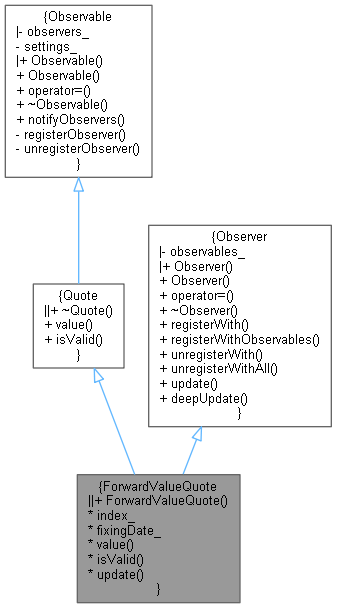 {Observable
|- observers_
- settings_
|+ Observable()
+ Observable()
+ operator=()
+ ~Observable()
+ notifyObservers()
- registerObserver()
- unregisterObserver()
}
{Observer
|- observables_
|+ Observer()
+ Observer()
+ operator=()
+ ~Observer()
+ registerWith()
+ registerWithObservables()
+ unregisterWith()
+ unregisterWithAll()
+ update()
+ deepUpdate()
}
{Quote
||+ ~Quote()
+ value()
+ isValid()
}
{ForwardValueQuote
||+ ForwardValueQuote()
* index_
* fixingDate_
* value()
* isValid()
* update()
}